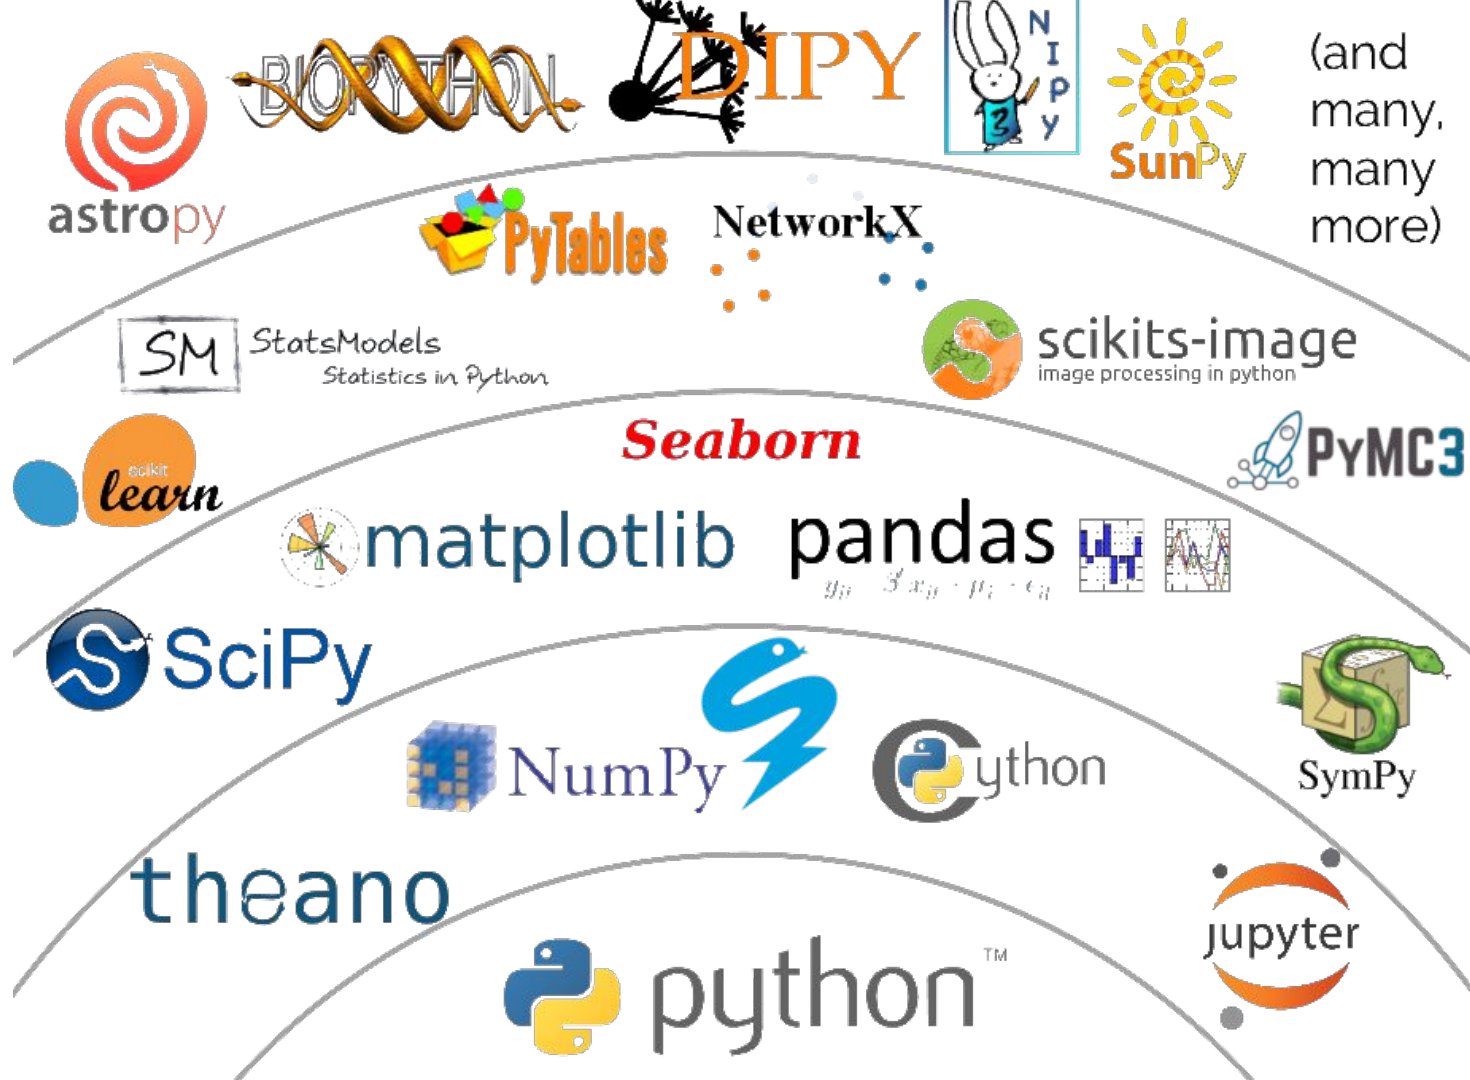 BIOPYTHON
DIPY
NIPY
3
astropy
SunPy
(and
many,
many
more)
PyTables
NetworkX
SM
StatsModels
Statistics in Python
scikits-image
image processing in python
scikit
learn
Seaborn
PyMC3
matplotlib
pandas
SciPy
NumPy
Cython
SymPy
theano
jupyter
python™